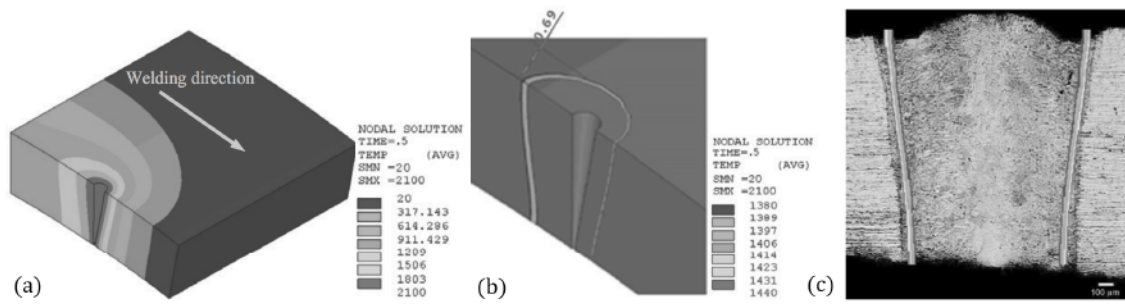 Welding direction
NODAL SOLUTION
TIME=.5
TEMP (AVG)
SMN =20
SMX =2100
20
317.143
614.286
911.429
1209
1506
1803
2100
(a)
0.69
NODAL SOLUTION
TIME=.5
TEMP (AVG)
SMN =20
SMX =2100
1380
1389
1397
1406
1414
1423
1431
1440
(b)
100 µm
(c)